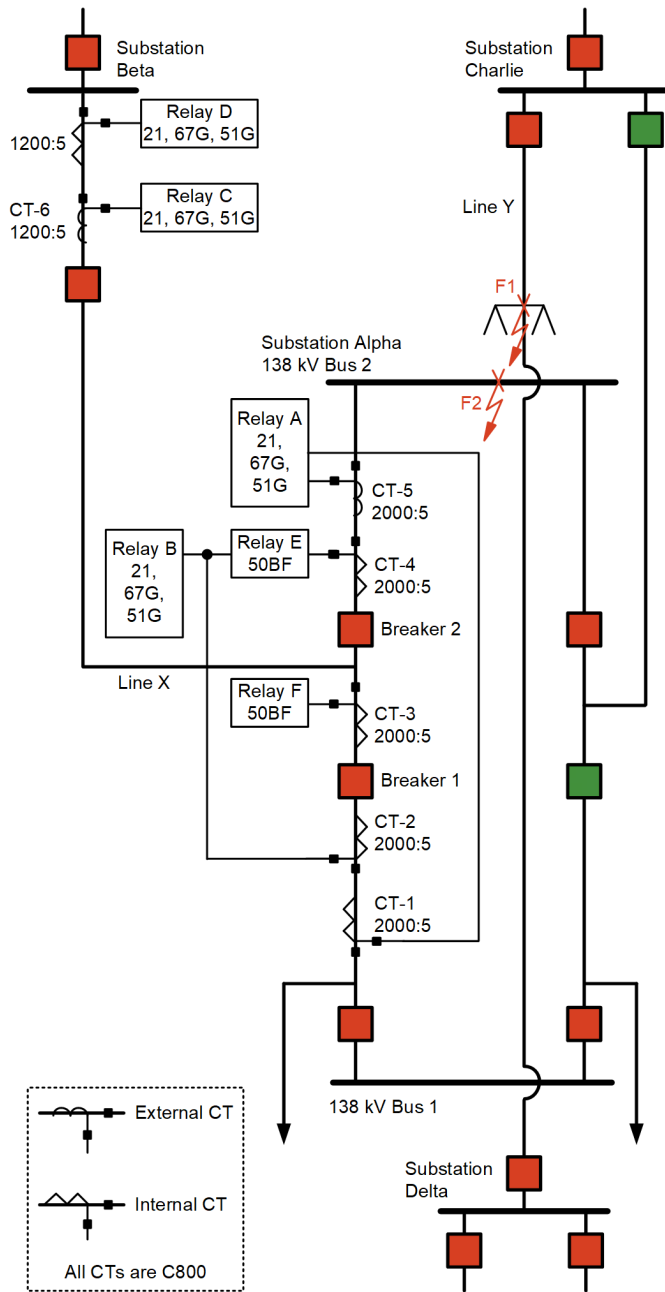 Substation
Beta
Substation
Charlie
Relay D
21, 67G, 51G
1200:5
Relay C
21, 67G, 51G
CT-6
1200:5
Line Y
F1
Substation Alpha
138 kV Bus 2
F2
Relay A
21,
67G,
51G
CT-5
2000:5
Relay B
21,
67G,
51G
Relay E
50BF
CT-4
2000:5
Breaker 2
Line X
Relay F
50BF
CT-3
2000:5
Breaker 1
CT-2
2000:5
CT-1
2000:5
138 kV Bus 1
External CT
Internal CT
All CTs are C800
Substation
Delta